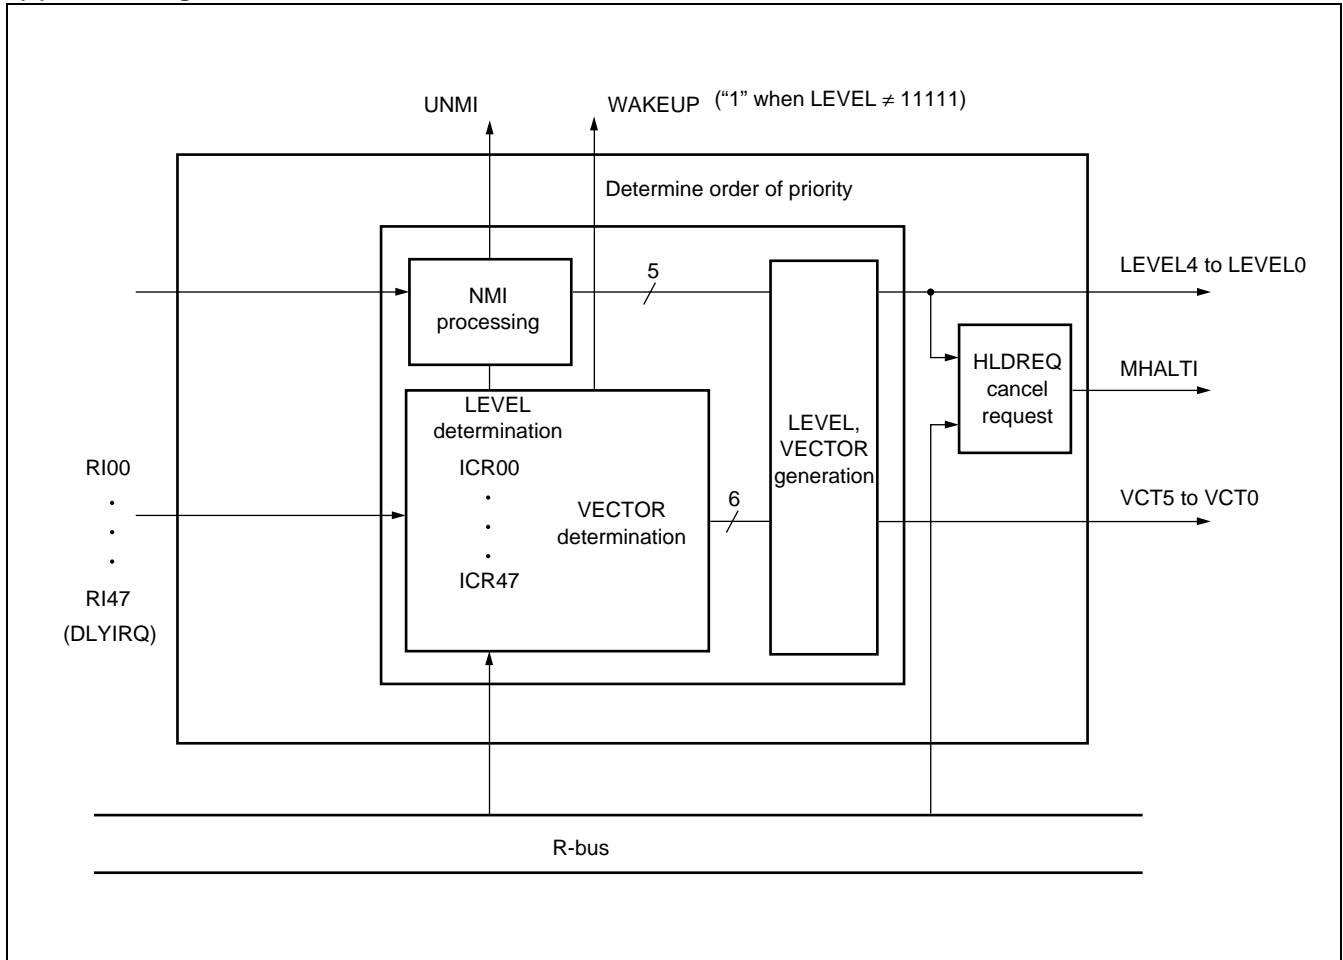 UNMI
WAKEUP
(“1” when LEVEL ≠ 11111)
Determine order of priority
5
LEVEL4 to LEVEL0
NMI
processing
HLDREQ
cancel
request
MHALTI
LEVEL
determination
LEVEL,
VECTOR
generation
RI00
.
.
.
RI47
(DLYIRQ)
ICR00
.
.
.
ICR47
VECTOR
determination
6
VCT5 to VCT0
R-bus